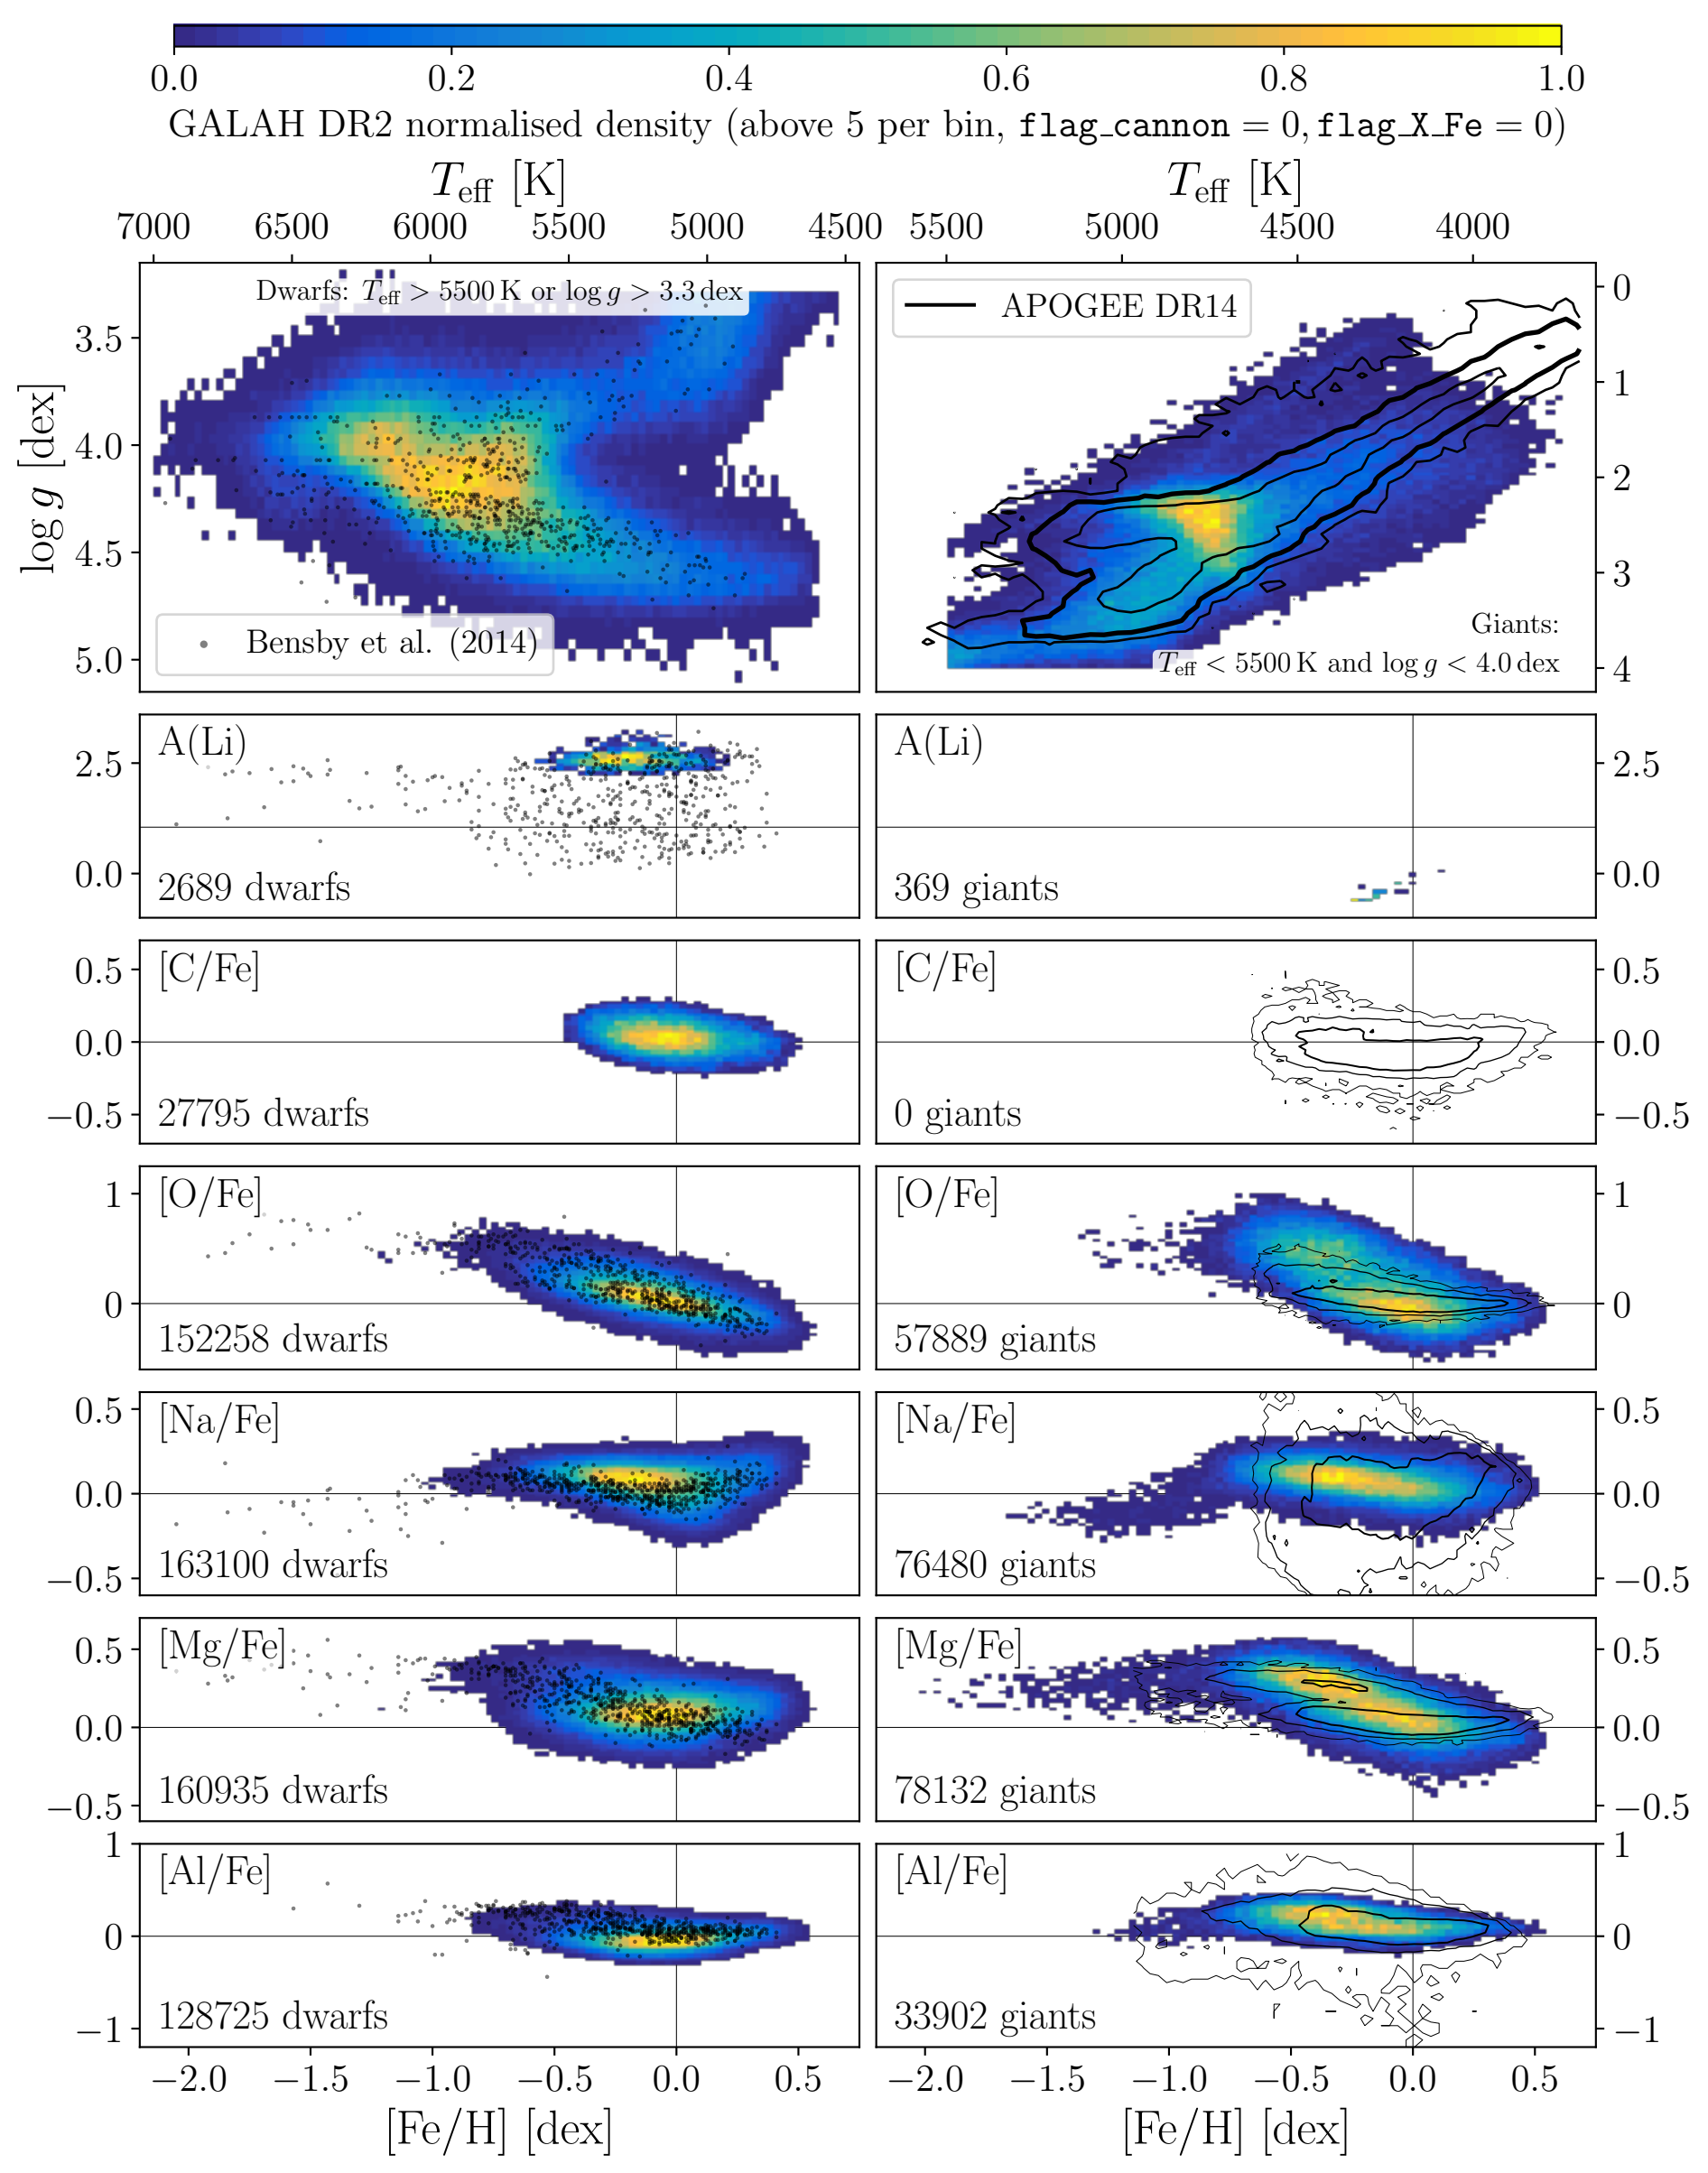 0.0 0.2 0.4 0.6 0.8 1.0
GALAH DR2 normalised density (above 5 per bin, flag_cannon = 0, flag_X_Fe = 0)
T_eff [K] T_eff [K]
7000 6500 6000 5500 5000 4500 5500 5000 4500 4000
Dwarfs: T_eff > 5500 K or log g > 3.3 dex
APOGEE DR14
log g [dex]
3.5
4.0
4.5
5.0
0
1
2
3
4
Bensby et al. (2014)
Giants:
T_eff < 5500 K and log g < 4.0 dex
A(Li)
2.5
0.0
2689 dwarfs
A(Li)
2.5
0.0
369 giants
[C/Fe]
0.5
0.0
−0.5
27795 dwarfs
[C/Fe]
0.5
0.0
−0.5
0 giants
[O/Fe]
1
0
152258 dwarfs
[O/Fe]
1
0
57889 giants
[Na/Fe]
0.5
0.0
−0.5
163100 dwarfs
[Na/Fe]
0.5
0.0
−0.5
76480 giants
[Mg/Fe]
0.5
0.0
−0.5
160935 dwarfs
[Mg/Fe]
0.5
0.0
−0.5
78132 giants
[Al/Fe]
1
0
−1
128725 dwarfs
[Al/Fe]
1
0
−1
33902 giants
−2.0 −1.5 −1.0 −0.5 0.0 0.5 −2.0 −1.5 −1.0 −0.5 0.0 0.5
[Fe/H] [dex] [Fe/H] [dex]